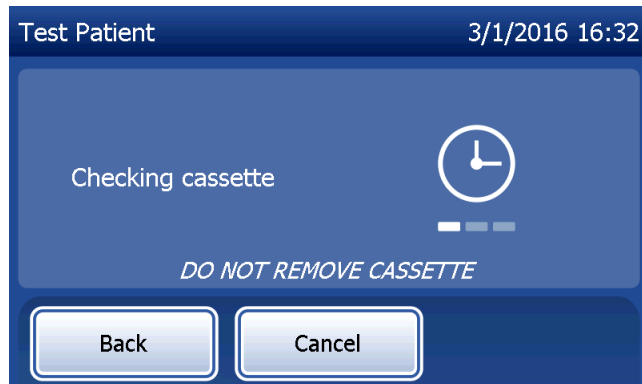 Test Patient 3/1/2016 16:32
Checking cassette
DO NOT REMOVE CASSETTE
Back Cancel